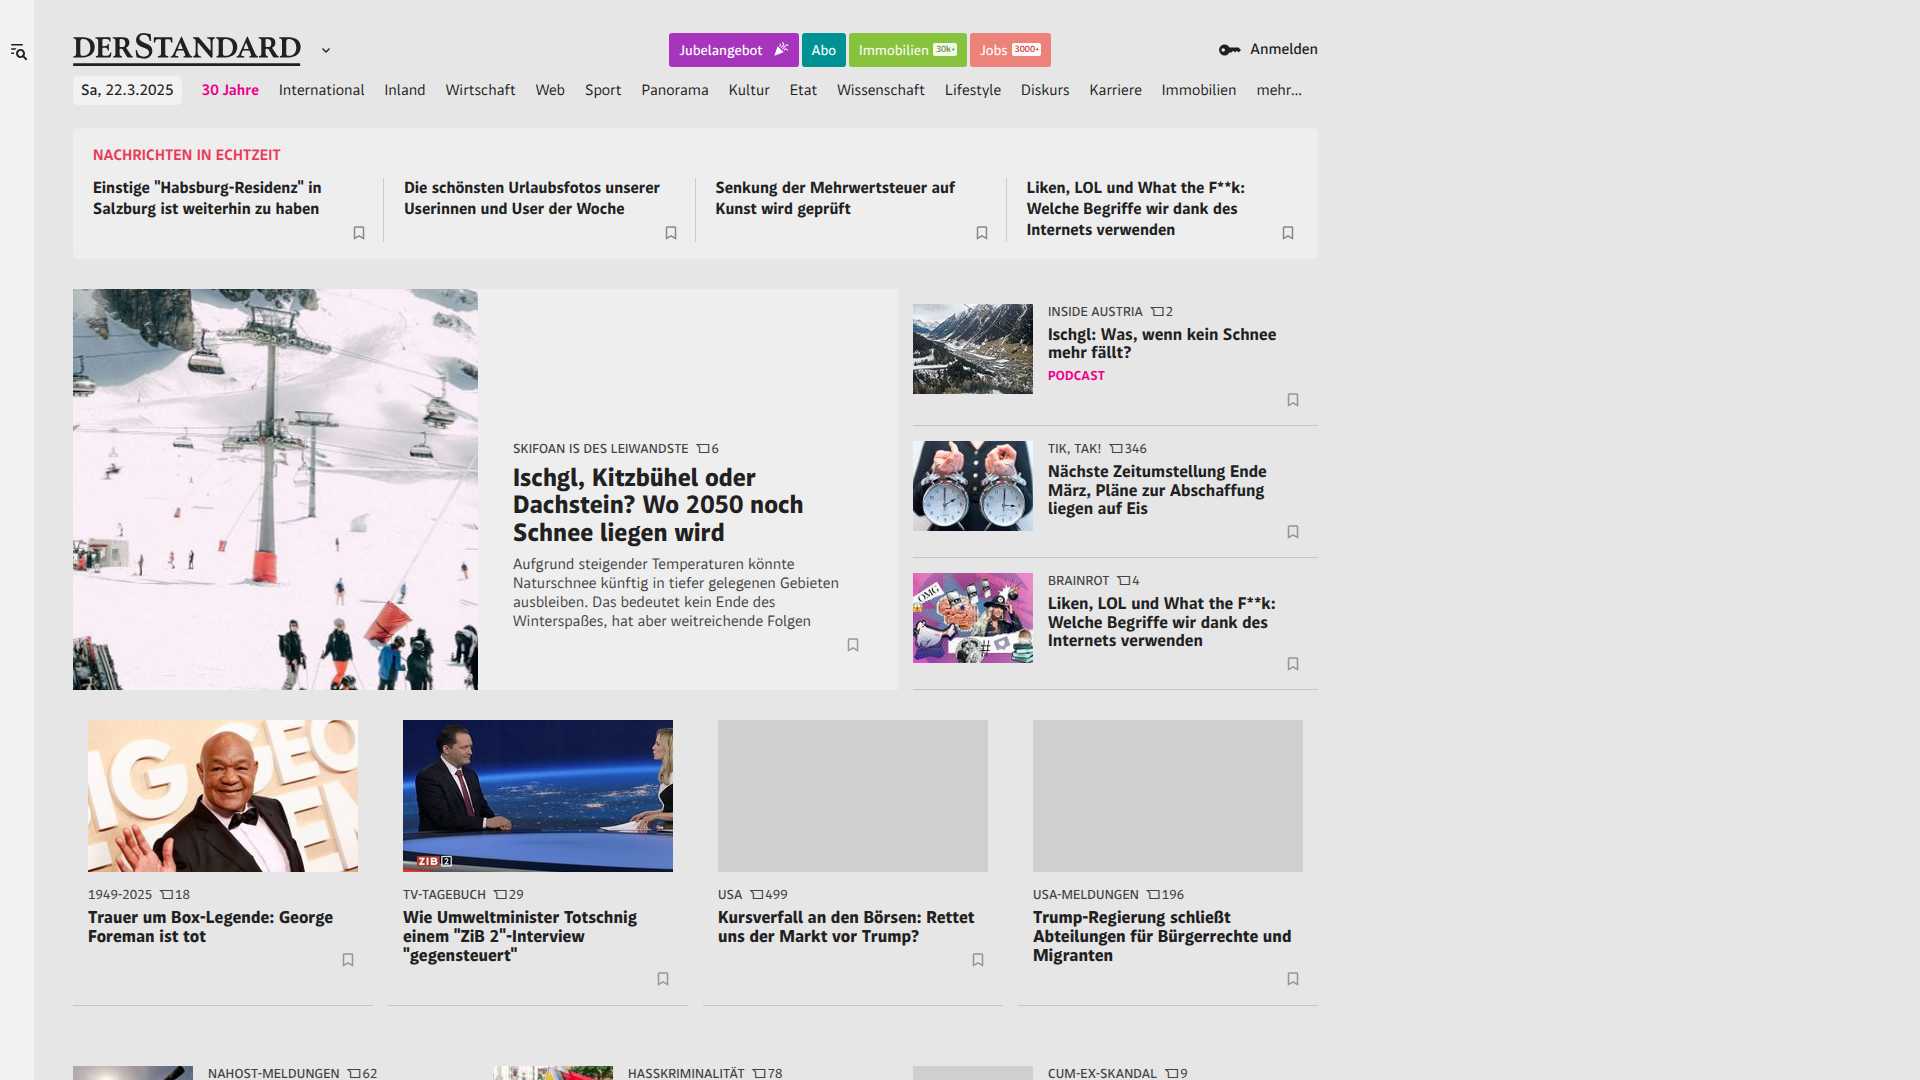 DERSTANDARD
Jubelangebot
Abo
Immobilien 30k+
Jobs 3000+
Anmelden
Sa, 22.3.2025
30 Jahre
International
Inland
Wirtschaft
Web
Sport
Panorama
Kultur
Etat
Wissenschaft
Lifestyle
Diskurs
Karriere
Immobilien
mehr...
NACHRICHTEN IN ECHTZEIT
Einstige "Habsburg-Residenz" in
Salzburg ist weiterhin zu haben
Die schönsten Urlaubsfotos unserer
Userinnen und User der Woche
Senkung der Mehrwertsteuer auf
Kunst wird geprüft
Liken, LOL und What the F**k:
Welche Begriffe wir dank des
Internets verwenden
SKIFOAN IS DES LEIWANDSTE 6
Ischgl, Kitzbühel oder
Dachstein? Wo 2050 noch
Schnee liegen wird
Aufgrund steigender Temperaturen könnte
Naturschnee künftig in tiefer gelegenen Gebieten
ausbleiben. Das bedeutet kein Ende des
Winterspaßes, hat aber weitreichende Folgen
INSIDE AUSTRIA 2
Ischgl: Was, wenn kein Schnee
mehr fällt?
PODCAST
TIK, TAK! 346
Nächste Zeitumstellung Ende
März, Pläne zur Abschaffung
liegen auf Eis
OMG
#
BRAINROT 4
Liken, LOL und What the F**k:
Welche Begriffe wir dank des
Internets verwenden
1949-2025 18
Trauer um Box-Legende: George
Foreman ist tot
ZIB 2
TV-TAGEBUCH 29
Wie Umweltminister Totschnig
einem "ZiB 2"-Interview
"gegensteuert"
USA 499
Kursverfall an den Börsen: Rettet
uns der Markt vor Trump?
USA-MELDUNGEN 196
Trump-Regierung schließt
Abteilungen für Bürgerrechte und
Migranten
NAHOST-MELDUNGEN 62
HASSKRIMINALITÄT 78
CUM-EX-SKANDAL 9